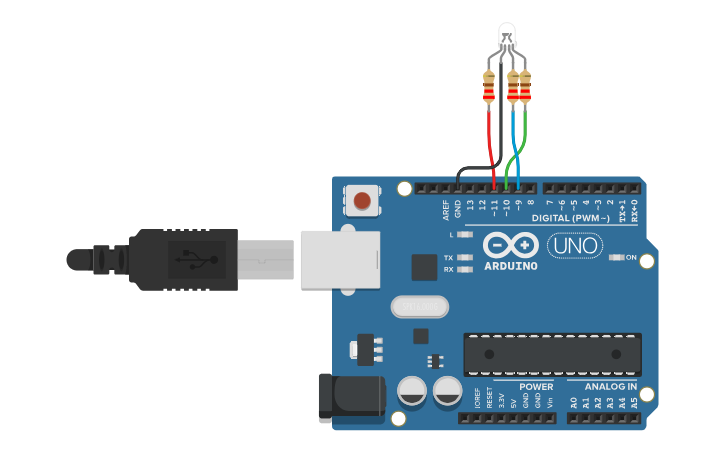 AREF
GND
13
12
~11
~10
~9
8
7
~6
~5
4
~3
2
TX→1
RX←0
DIGITAL (PWM~)
L
TX
RX
ARDUINO
UNO
ON
POWER
ANALOG IN
IOREF
RESET
3.3V
5V
GND
GND
Vin
A0
A1
A2
A3
A4
A5